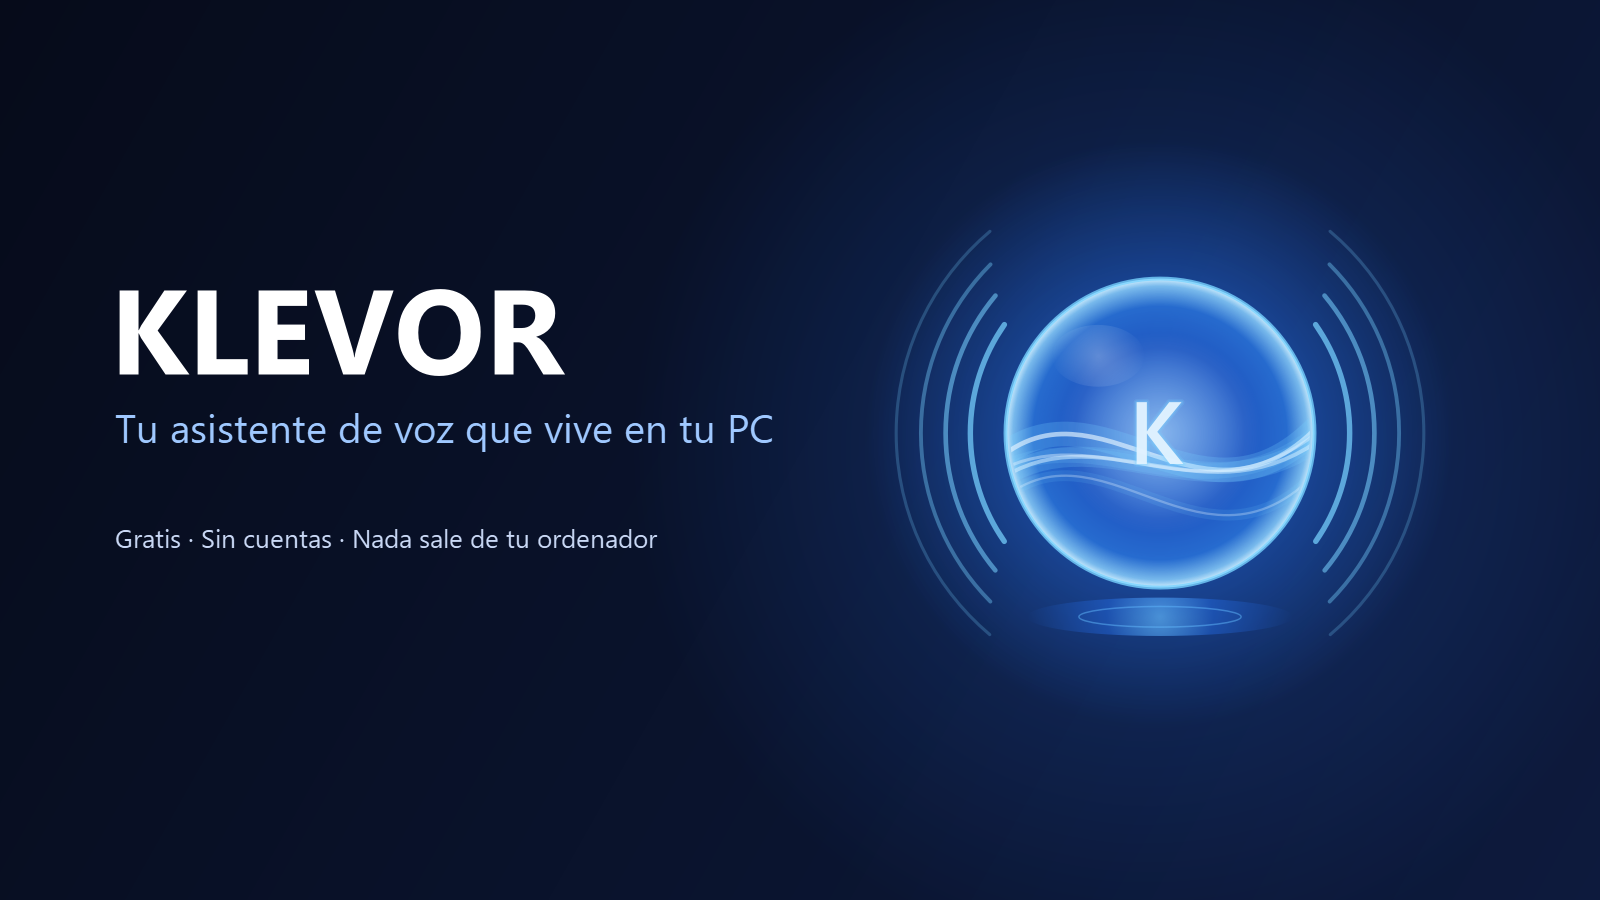 KLEVOR
Tu asistente de voz que vive en tu PC
Gratis · Sin cuentas · Nada sale de tu ordenador
K